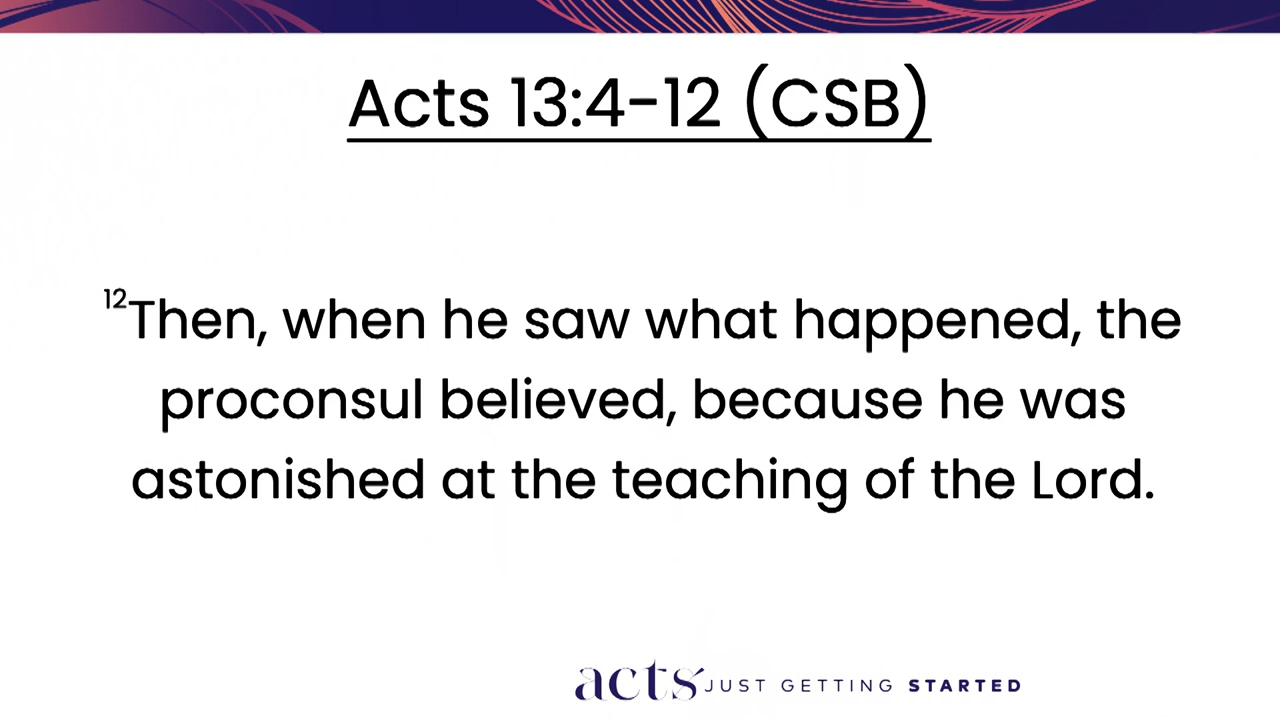 Acts 13:4-12 (CSB)
12Then, when he saw what happened, the
proconsul believed, because he was
astonished at the teaching of the Lord.
acts JUST GETTING STARTED